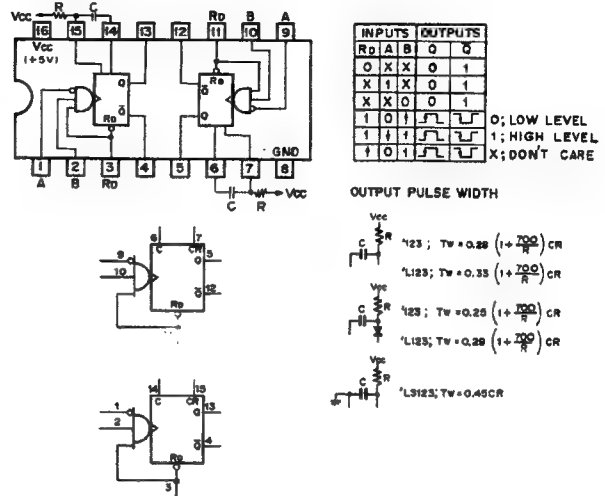 Vcc R C RD B A
16 15 14 13 12 11 10 9
Vcc
(+5V)
Q Q̄ RD
RD Q̄ Q
GND
1 2 3 4 5 6 7 8
A B RD C R Vcc
INPUTS OUTPUTS
RD A B Q Q̄
0 X X 0 1
X 1 X 0 1
X X 0 0 1
1 0 ↑
1 ↓ 1
↑ 0 1
0; LOW LEVEL
1; HIGH LEVEL
X; DON'T CARE
OUTPUT PULSE WIDTH
Vcc
R
C
'123; Tw = 0.28 (1 + 700/R) CR
'L123; Tw = 0.33 (1 + 700/R) CR
Vcc
R
C
'123; Tw = 0.25 (1 + 700/R) CR
'L123; Tw = 0.29 (1 + 700/R) CR
Vcc
R
C
'LS123; Tw = 0.45CR
6 7
C CR
9 Q 5
10
Q̄ 12
RD
14 15
C CR
1 Q 13
2
Q̄ 4
RD
3